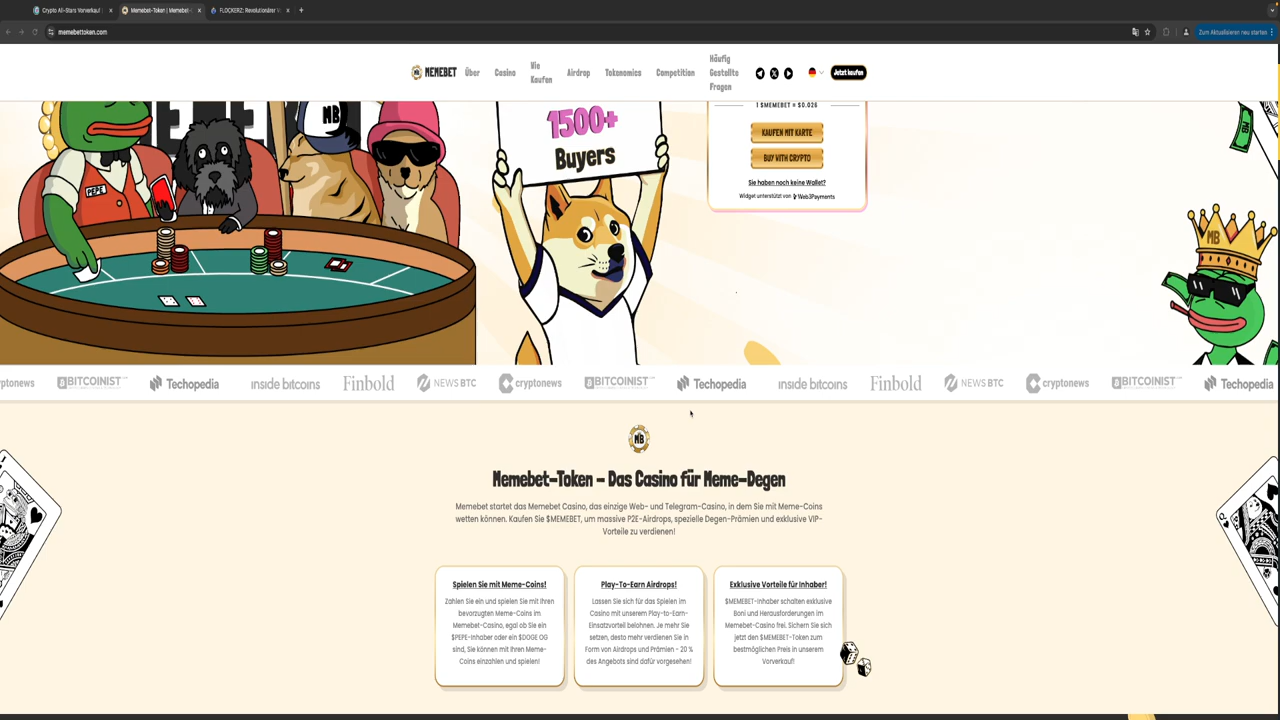 Crypto All-Stars Vorverkauf |
Memebet-Token | Memebet-
FLOCKERZ: Revolutionärer V
memebettoken.com
Zum Aktualisieren neu starten
MEMEBET
Über
Casino
Wie
Kaufen
Airdrop
Tokenomics
Competition
Häufig
Gestellte
Fragen
Jetzt kaufen
1 $MEMEBET = $0.026
KAUFEN MIT KARTE
BUY WITH CRYPTO
Sie haben noch keine Wallet?
Widget unterstützt von Web3Payments
1500+
Buyers
MB
PEPE
MB
MB
ryptonews
BITCOINIST
Techopedia
inside bitcoins
Finbold
NEWS BTC
cryptonews
BITCOINIST
Techopedia
inside bitcoins
Finbold
NEWS BTC
cryptonews
BITCOINIST
Techopedia
MB
Memebet-Token – Das Casino für Meme-Degen
Memebet startet das Memebet Casino, das einzige Web- und Telegram-Casino, in dem Sie mit Meme-Coins
wetten können. Kaufen Sie $MEMEBET, um massive P2E-Airdrops, spezielle Degen-Prämien und exklusive VIP-
Vorteile zu verdienen!
Spielen Sie mit Meme-Coins!
Zahlen Sie ein und spielen Sie mit Ihren
bevorzugten Meme-Coins im
Memebet-Casino, egal ob Sie ein
$PEPE-Inhaber oder ein $DOGE OG
sind, Sie können mit Ihren Meme-
Coins einzahlen und spielen!
Play-To-Earn Airdrops!
Lassen Sie sich für das Spielen im
Casino mit unserem Play-to-Earn-
Einsatzvorteil belohnen. Je mehr Sie
setzen, desto mehr verdienen Sie in
Form von Airdrops und Prämien - 20 %
des Angebots sind dafür vorgesehen!
Exklusive Vorteile für Inhaber!
$MEMEBET-Inhaber schalten exklusive
Boni und Herausforderungen im
Memebet-Casino frei. Sichern Sie sich
jetzt den $MEMEBET-Token zum
bestmöglichen Preis in unserem
Vorverkauf!